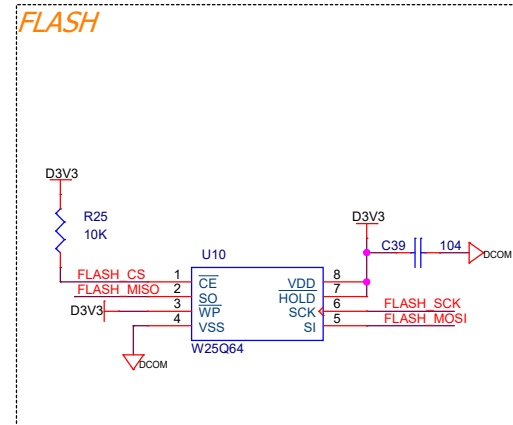 FLASH
D3V3
R25
10K
D3V3
C39 104
DCOM
U10
FLASH_CS 1 CE VDD 8
FLASH_MISO 2 SO HOLD 7
D3V3 3 WP SCK 6 FLASH_SCK
4 VSS SI 5 FLASH_MOSI
W25Q64
DCOM